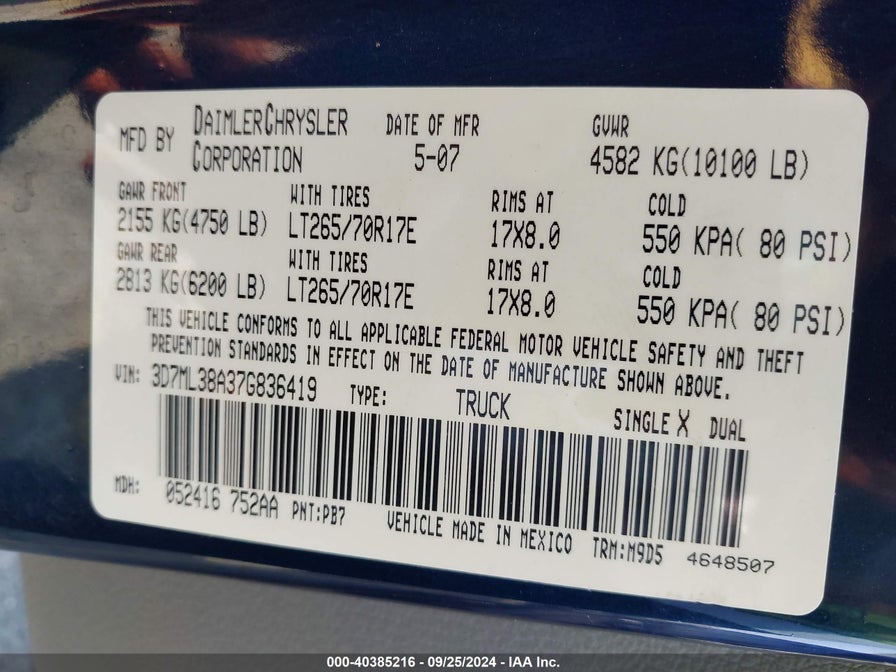 MFD BY DAIMLERCHRYSLER CORPORATION
DATE OF MFR 5-07
GVWR 4582 KG(10100 LB)
GAWR FRONT WITH TIRES RIMS AT COLD
2155 KG(4750 LB) LT265/70R17E 17X8.0 550 KPA( 80 PSI)
GAWR REAR WITH TIRES RIMS AT COLD
2813 KG(6200 LB) LT265/70R17E 17X8.0 550 KPA( 80 PSI)
THIS VEHICLE CONFORMS TO ALL APPLICABLE FEDERAL MOTOR VEHICLE SAFETY AND THEFT
PREVENTION STANDARDS IN EFFECT ON THE DATE OF MANUFACTURE SHOWN ABOVE.
VIN: 3D7ML38A37G836419 TYPE: TRUCK SINGLE X DUAL
MDH: 052416 752AA PNT:PB7 VEHICLE MADE IN MEXICO TRM:M9D5 4648507
000-40385216 - 09/25/2024 - IAA Inc.